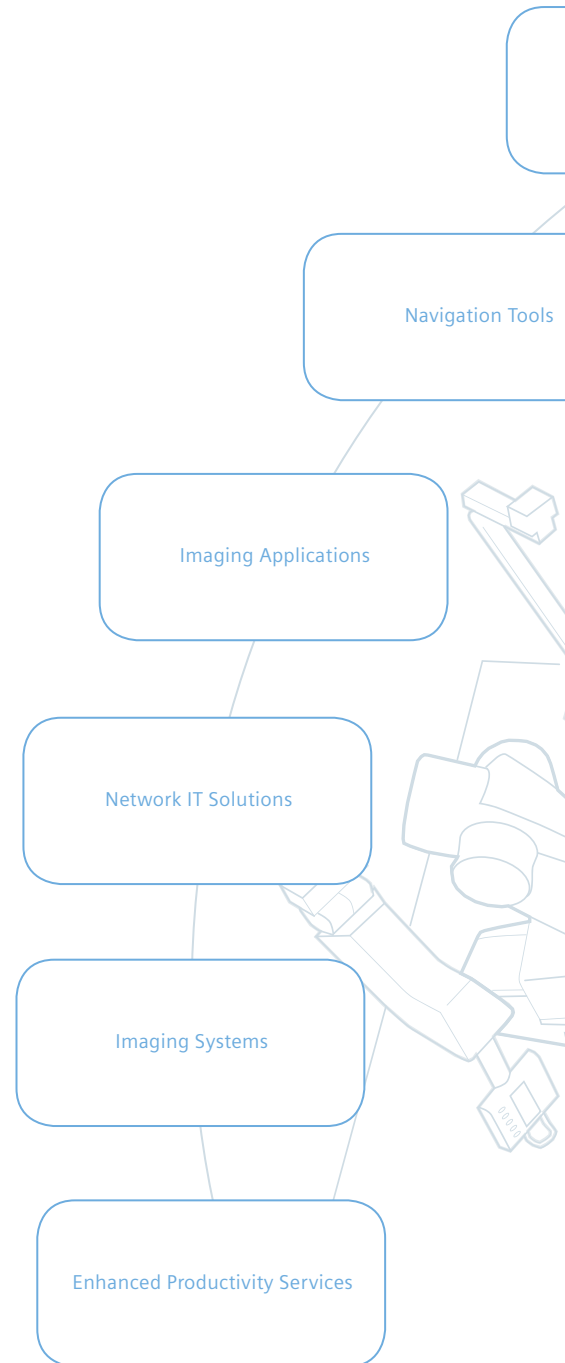 Navigation Tools
Imaging Applications
Network IT Solutions
Imaging Systems
Enhanced Productivity Services